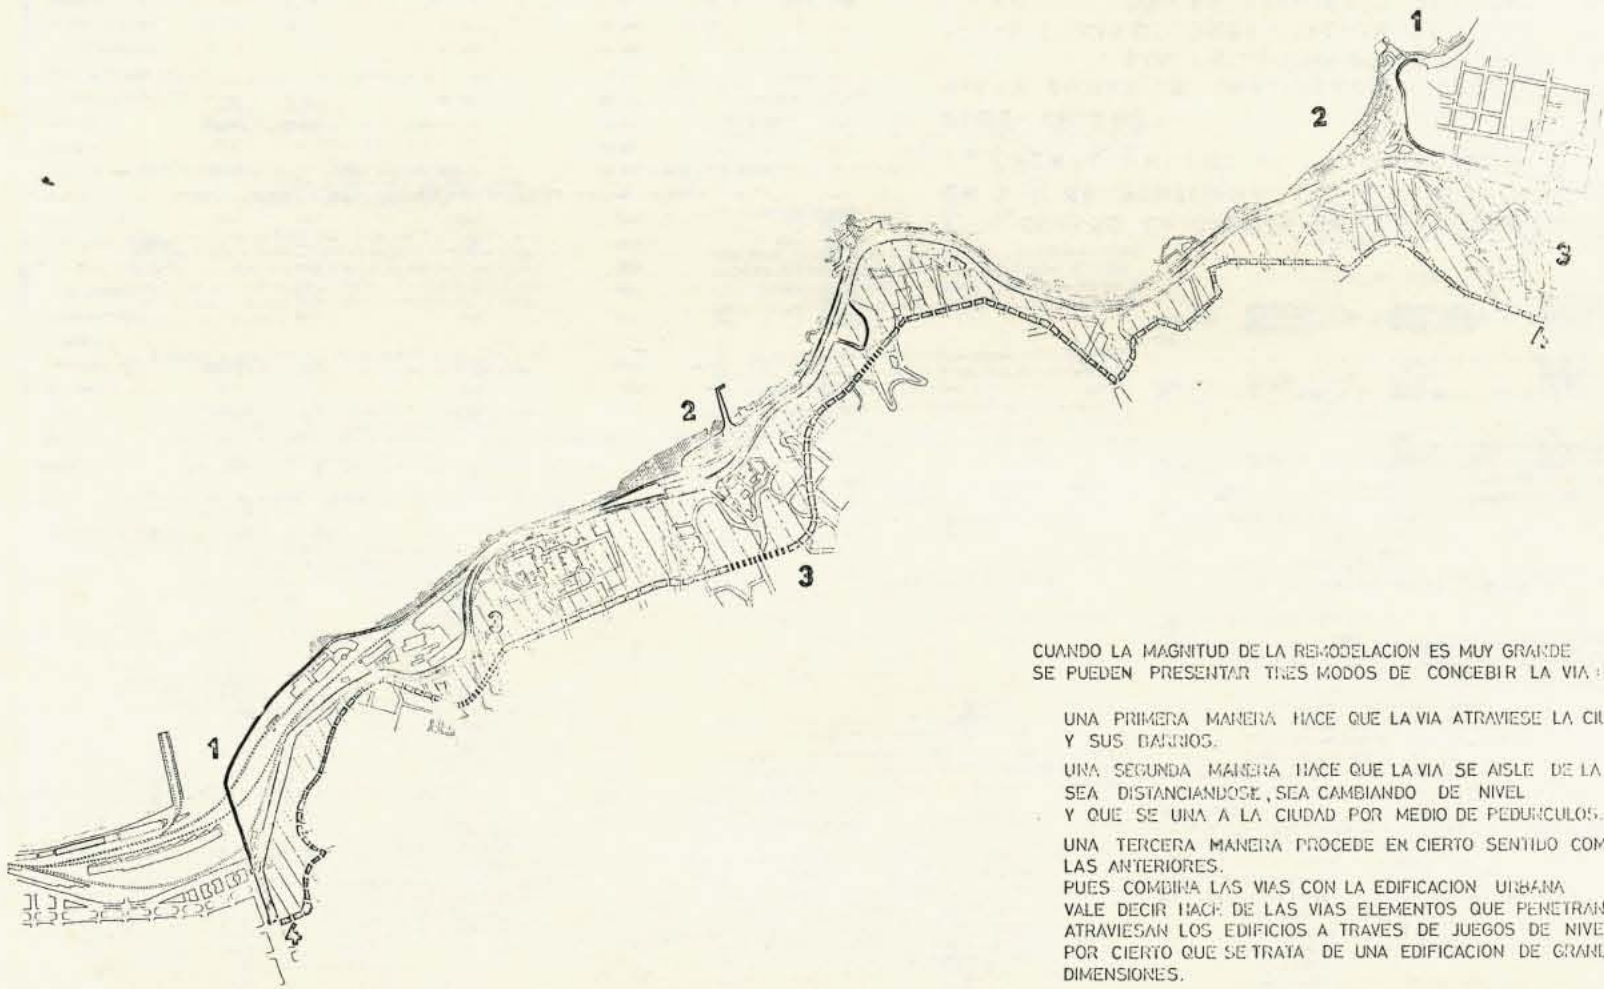 1
2
3
2
3
1
4
CUANDO LA MAGNITUD DE LA REMODELACION ES MUY GRANDE
SE PUEDEN PRESENTAR TRES MODOS DE CONCEBIR LA VIA :
UNA PRIMERA MANERA HACE QUE LA VIA ATRAVIESE LA
Y SUS BARRIOS.
UNA SEGUNDA MANERA HACE QUE LA VIA SE AISLE DE LA
SEA DISTANCIANDOSE, SEA CAMBIANDO DE NIVEL
Y QUE SE UNA A LA CIUDAD POR MEDIO DE PEDUNCULOS.
UNA TERCERA MANERA PROCEDE EN CIERTO SENTIDO COM
LAS ANTERIORES.
PUES COMBINA LAS VIAS CON LA EDIFICACION URBANA
VALE DECIR HACE DE LAS VIAS ELEMENTOS QUE PENETRAN
ATRAVIESAN LOS EDIFICIOS A TRAVES DE JUEGOS DE NIVE
POR CIERTO QUE SE TRATA DE UNA EDIFICACION DE GRAND
DIMENSIONES.